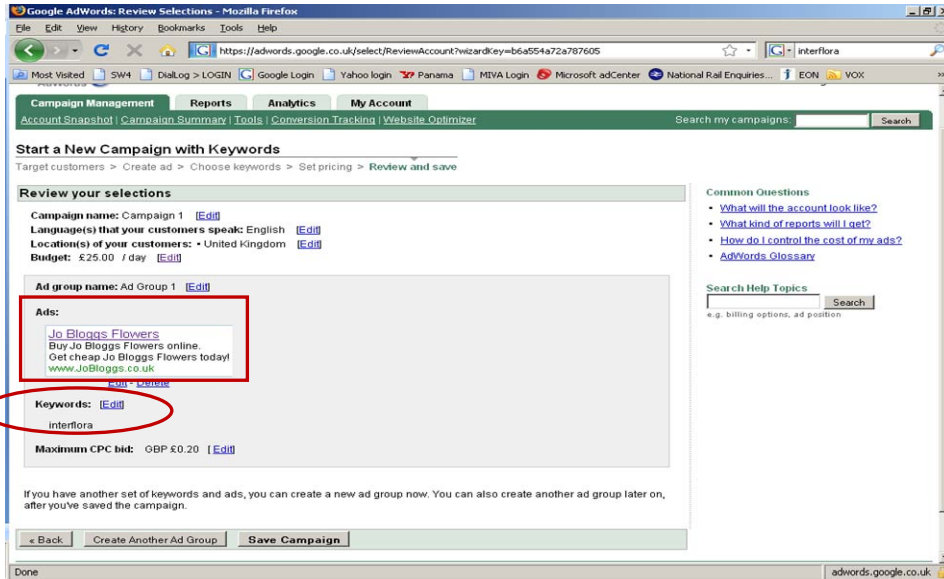 Google AdWords: Review Selections - Mozilla Firefox
File Edit View History Bookmarks Tools Help
https://adwords.google.co.uk/select/ReviewAccount?wizardKey=b6a554a72a787605
interflora
Most Visited SW4 DialLog > LOGIN Google Login Yahoo login Panama MIVA Login Microsoft adCenter National Rail Enquiries... EON VOX »
Campaign Management Reports Analytics My Account
Account Snapshot | Campaign Summary | Tools | Conversion Tracking | Website Optimizer Search my campaigns: Search
Start a New Campaign with Keywords
Target customers > Create ad > Choose keywords > Set pricing > Review and save
Review your selections
Campaign name: Campaign 1 [Edit]
Language(s) that your customers speak: English [Edit]
Location(s) of your customers: • United Kingdom [Edit]
Budget: £25.00 / day [Edit]
Ad group name: Ad Group 1 [Edit]
Ads:
Jo Bloggs Flowers
Buy Jo Bloggs Flowers online.
Get cheap Jo Bloggs Flowers today!
www.JoBloggs.co.uk
Edit - Delete
Keywords: [Edit]
interflora
Maximum CPC bid: GBP £0.20 [Edit]
If you have another set of keywords and ads, you can create a new ad group now. You can also create another ad group later on,
after you've saved the campaign.
« Back Create Another Ad Group Save Campaign
Common Questions
• What will the account look like?
• What kind of reports will I get?
• How do I control the cost of my ads?
• AdWords Glossary
Search Help Topics
Search
e.g. billing options, ad position
Done adwords.google.co.uk